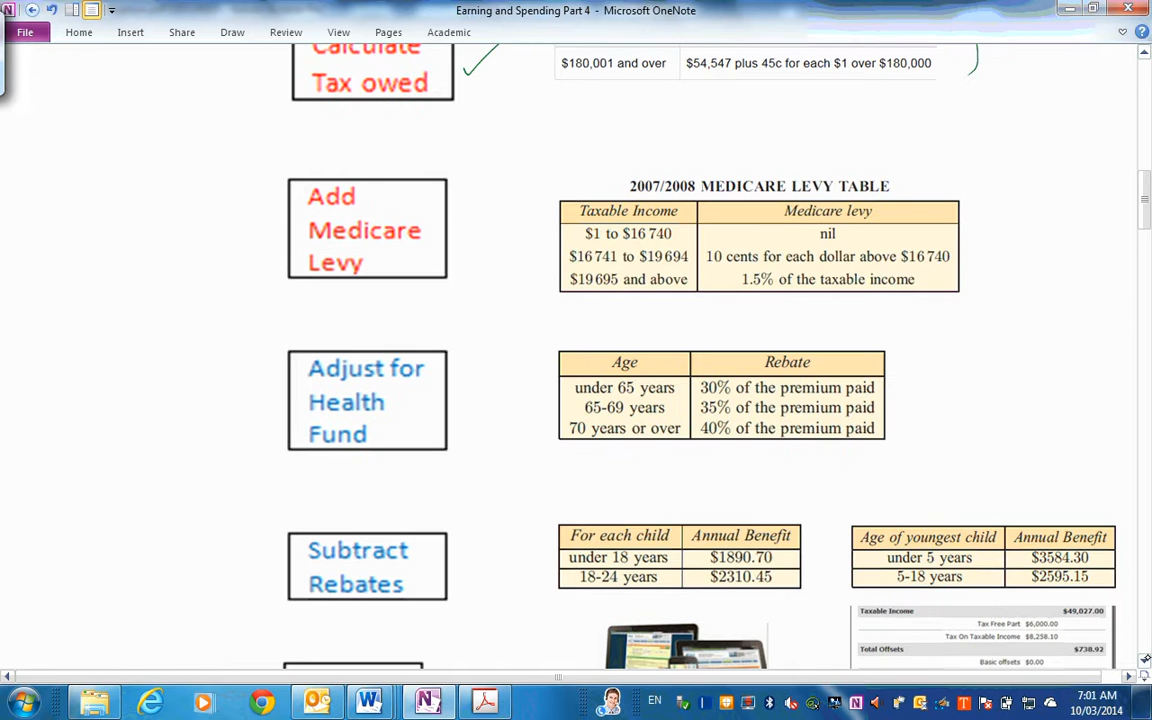 Earning and Spending Part 4 - Microsoft OneNote
File Home Insert Share Draw Review View Pages Academic
Calculate
Tax owed
$180,001 and over $54,547 plus 45c for each $1 over $180,000
Add
Medicare
Levy
2007/2008 MEDICARE LEVY TABLE
Taxable Income Medicare levy
$1 to $16 740 nil
$16 741 to $19 694 10 cents for each dollar above $16 740
$19 695 and above 1.5% of the taxable income
Adjust for
Health
Fund
Age Rebate
under 65 years 30% of the premium paid
65-69 years 35% of the premium paid
70 years or over 40% of the premium paid
Subtract
Rebates
For each child Annual Benefit
under 18 years $1890.70
18-24 years $2310.45
Age of youngest child Annual Benefit
under 5 years $3584.30
5-18 years $2595.15
Taxable Income $49,027.00
Tax Free Part $6,000.00
Tax On Taxable Income $8,258.10
Total Offsets $738.92
Basic offsets $0.00
EN
7:01 AM
10/03/2014